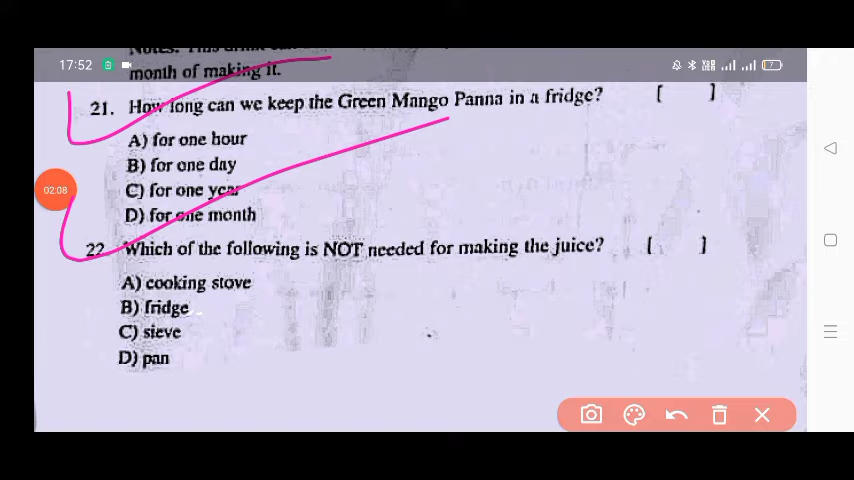 17:52
month of making it.
21. How long can we keep the Green Mango Panna in a fridge? [ ]
A) for one hour
B) for one day
C) for one year
D) for one month
02:08
22. Which of the following is NOT needed for making the juice? [ ]
A) cooking stove
B) fridge
C) sieve
D) pan